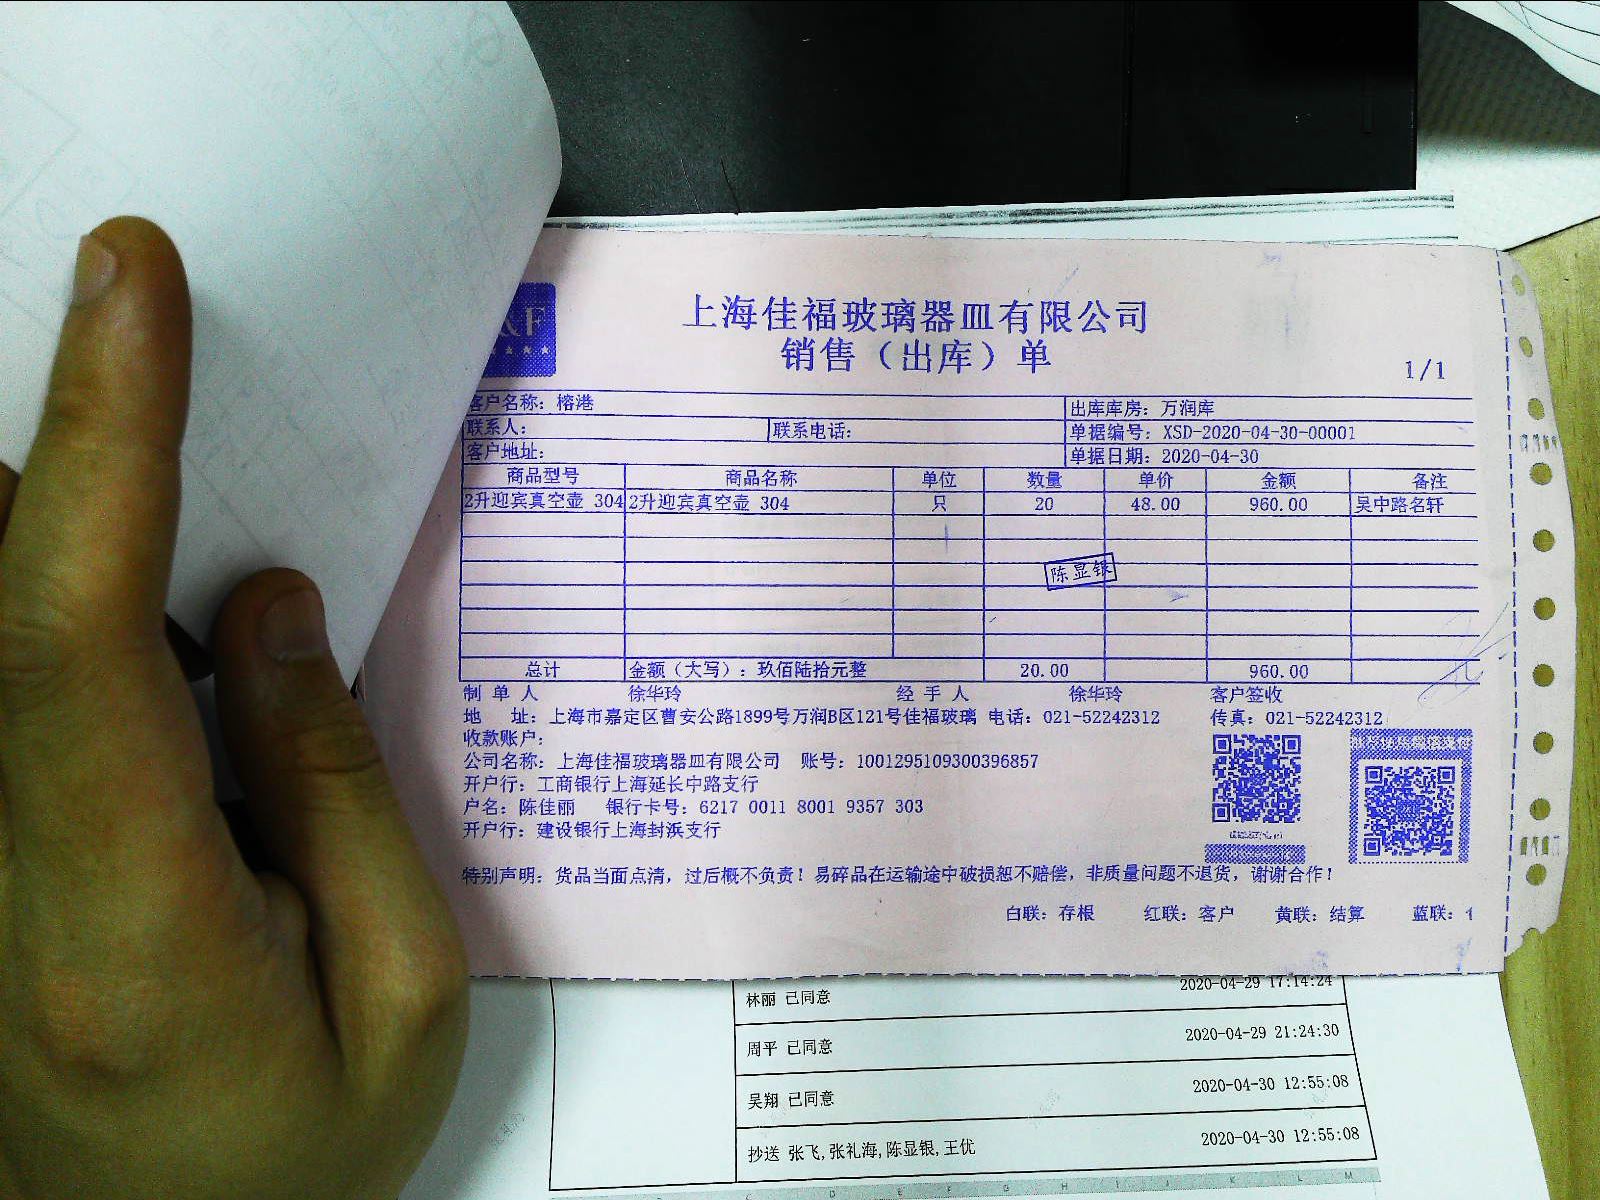 上海佳福玻璃器皿有限公司
销售（出库）单
1/1
客户名称：榕港 出库库房：万润库
联系人： 联系电话： 单据编号：XSD-2020-04-30-00001
客户地址： 单据日期：2020-04-30
商品型号 商品名称 单位 数量 单价 金额 备注
2升迎宾真空壶 304 2升迎宾真空壶 304 只 20 48.00 960.00 吴中路名轩
陈显银
总计 金额（大写）：玖佰陆拾元整 20.00 960.00
制单人 徐华玲 经手人 徐华玲 客户签收
地 址：上海市嘉定区曹安公路1899号万润B区121号佳福玻璃 电话：021-52242312 传真：021-52242312
收款账户：
公司名称：上海佳福玻璃器皿有限公司 账号：1001295109300396857
开户行：工商银行上海延长中路支行
户名：陈佳丽 银行卡号：6217 0011 8001 9357 303
开户行：建设银行上海封浜支行
特别声明：货品当面点清，过后概不负责！易碎品在运输途中破损恕不赔偿，非质量问题不退货，谢谢合作！
白联：存根 红联：客户 黄联：结算 蓝联：
林丽 已同意 2020-04-29 17:14:24
周平 已同意 2020-04-29 21:24:30
吴翔 已同意 2020-04-30 12:55:08
抄送 张飞,张礼海,陈显银,王优 2020-04-30 12:55:08